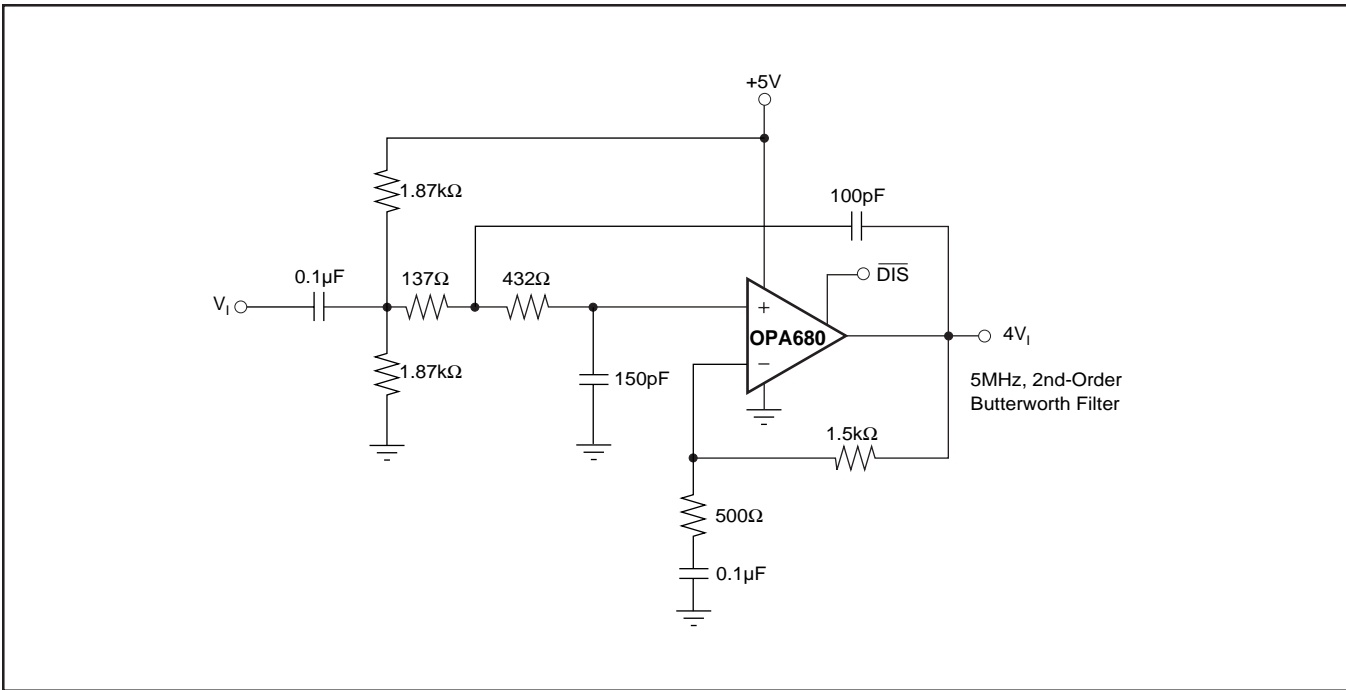 +5V
1.87kΩ
100pF
0.1µF
137Ω
432Ω
DIS
V_I
+
OPA680
4V_I
−
1.87kΩ
150pF
5MHz, 2nd-Order
Butterworth Filter
1.5kΩ
500Ω
0.1µF